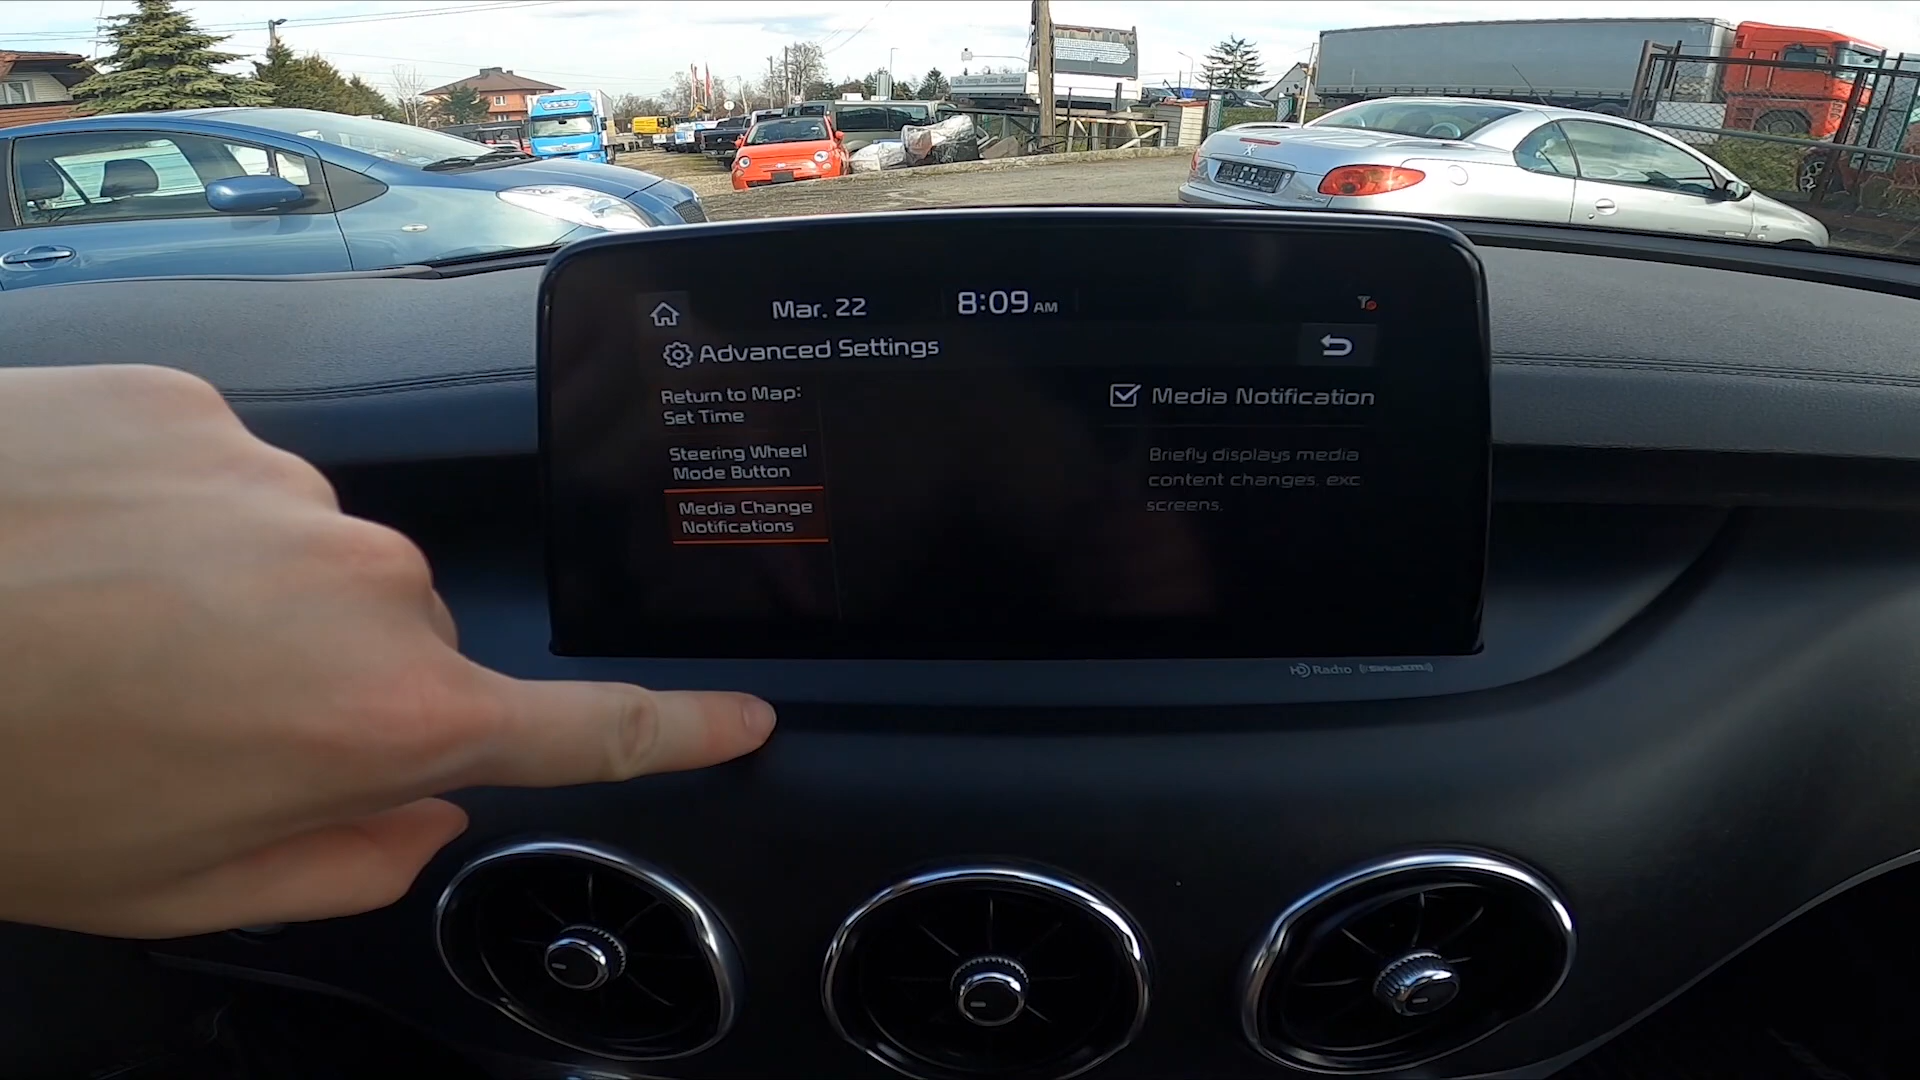 Mar. 22
8:09 AM
Advanced Settings
Return to Map:
Set Time
Steering Wheel
Mode Button
Media Change
Notifications
Media Notification
Briefly displays media
content changes, exc
screens.
HD Radio
((SiriusXM))